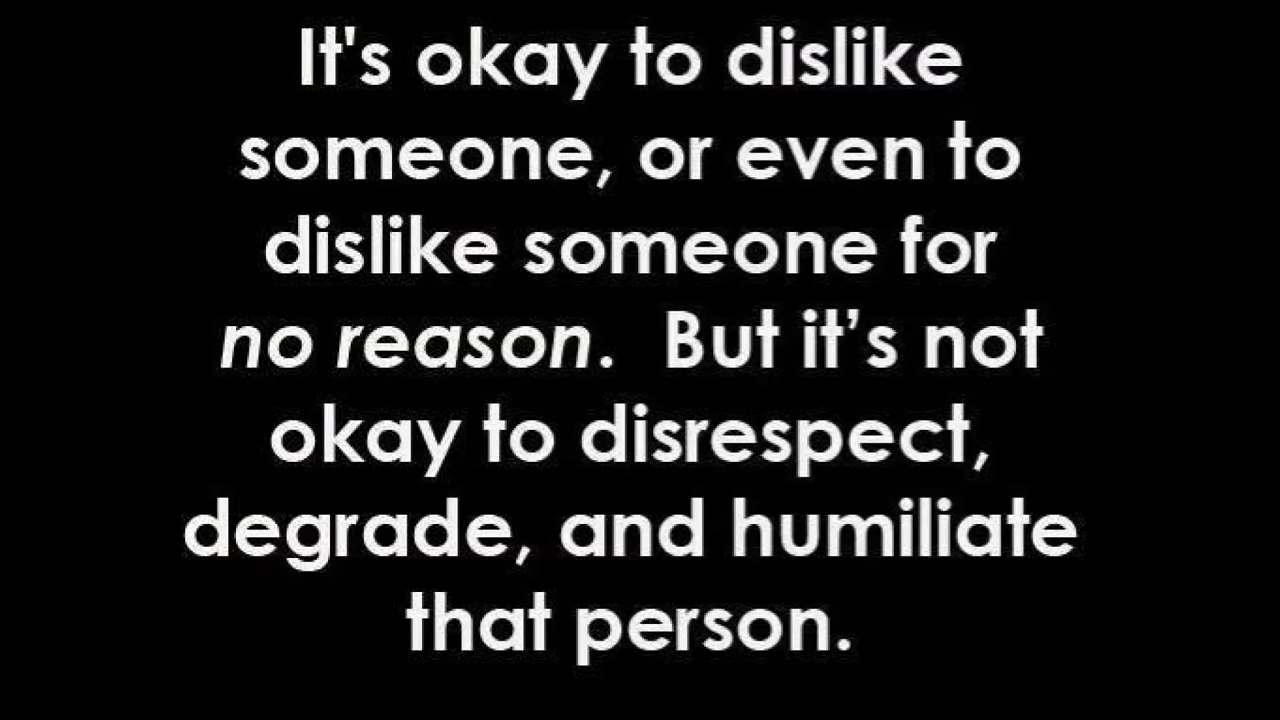 It's okay to dislike
someone, or even to
dislike someone for
no reason.  But it’s not
okay to disrespect,
degrade, and humiliate
that person.